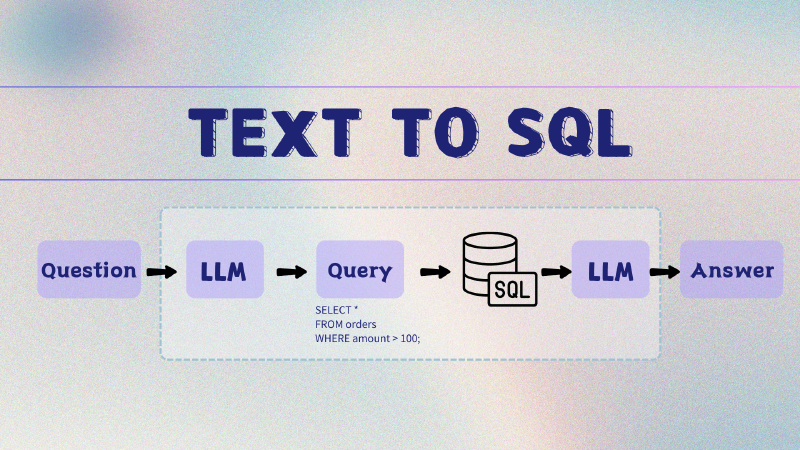 TEXT TO SQL
Question
LLM
Query
SELECT *
FROM orders
WHERE amount > 100;
SQL
LLM
Answer